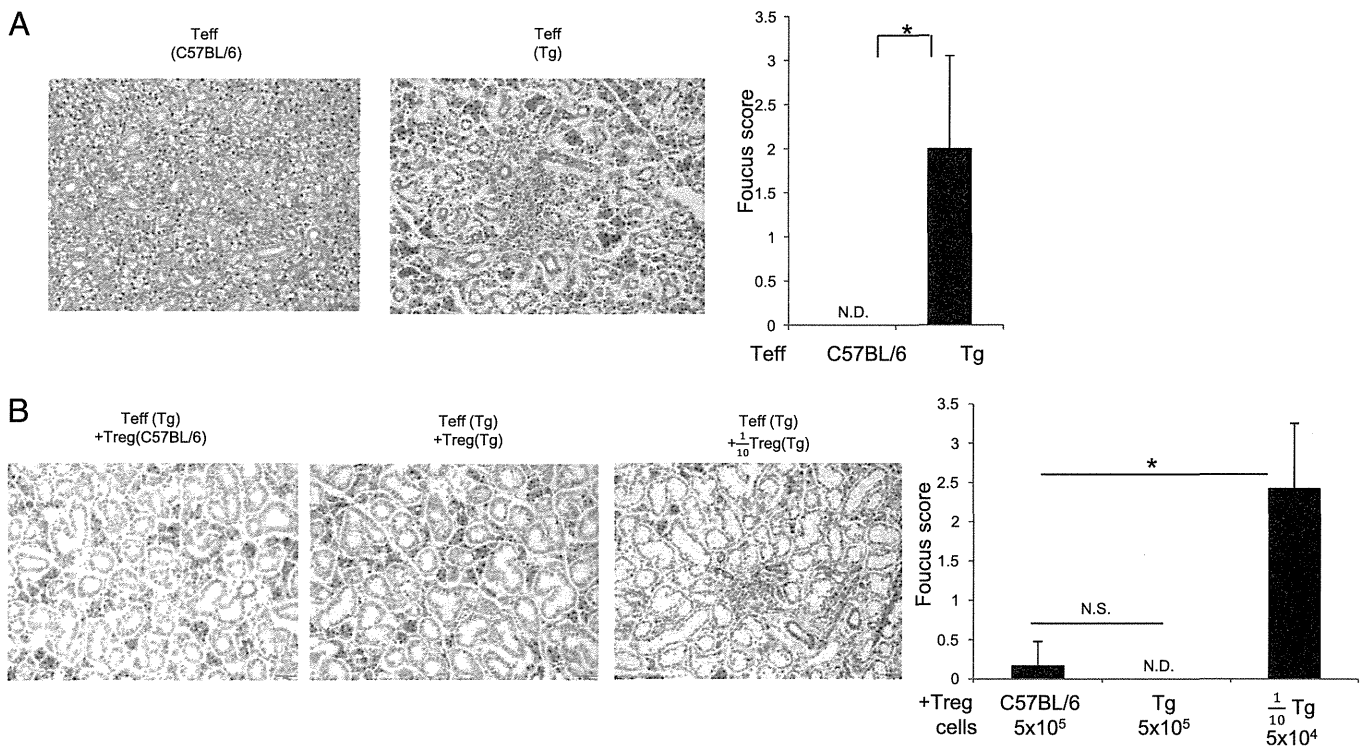 A
Teff
(C57BL/6)
Teff
(Tg)
Foucus score
3.5
3
2.5
2
1.5
1
0.5
0
*
N.D.
Teff C57BL/6 Tg
B
Teff (Tg)
+Treg(C57BL/6)
Teff (Tg)
+Treg(Tg)
Teff (Tg)
+1/10Treg(Tg)
Foucus score
3.5
3
2.5
2
1.5
1
0.5
0
*
N.S.
N.D.
+Treg C57BL/6 Tg 1/10 Tg
cells 5x10⁵ 5x10⁵ 5x10⁴